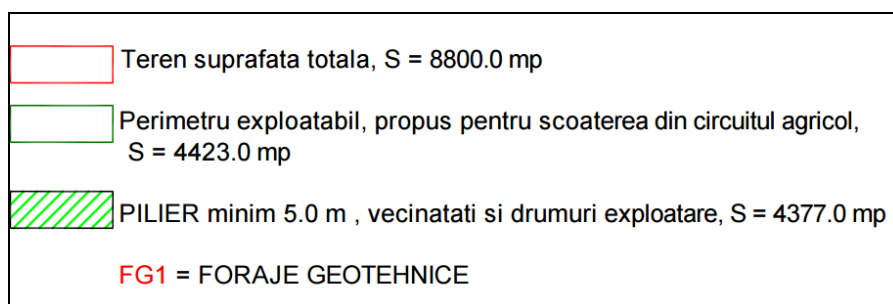 Teren suprafata totala, S = 8800.0 mp
Perimetru exploatabil, propus pentru scoaterea din circuitul agricol,
S = 4423.0 mp
PILIER minim 5.0 m , vecinatati si drumuri exploatare, S = 4377.0 mp
FG1 = FORAJE GEOTEHNICE